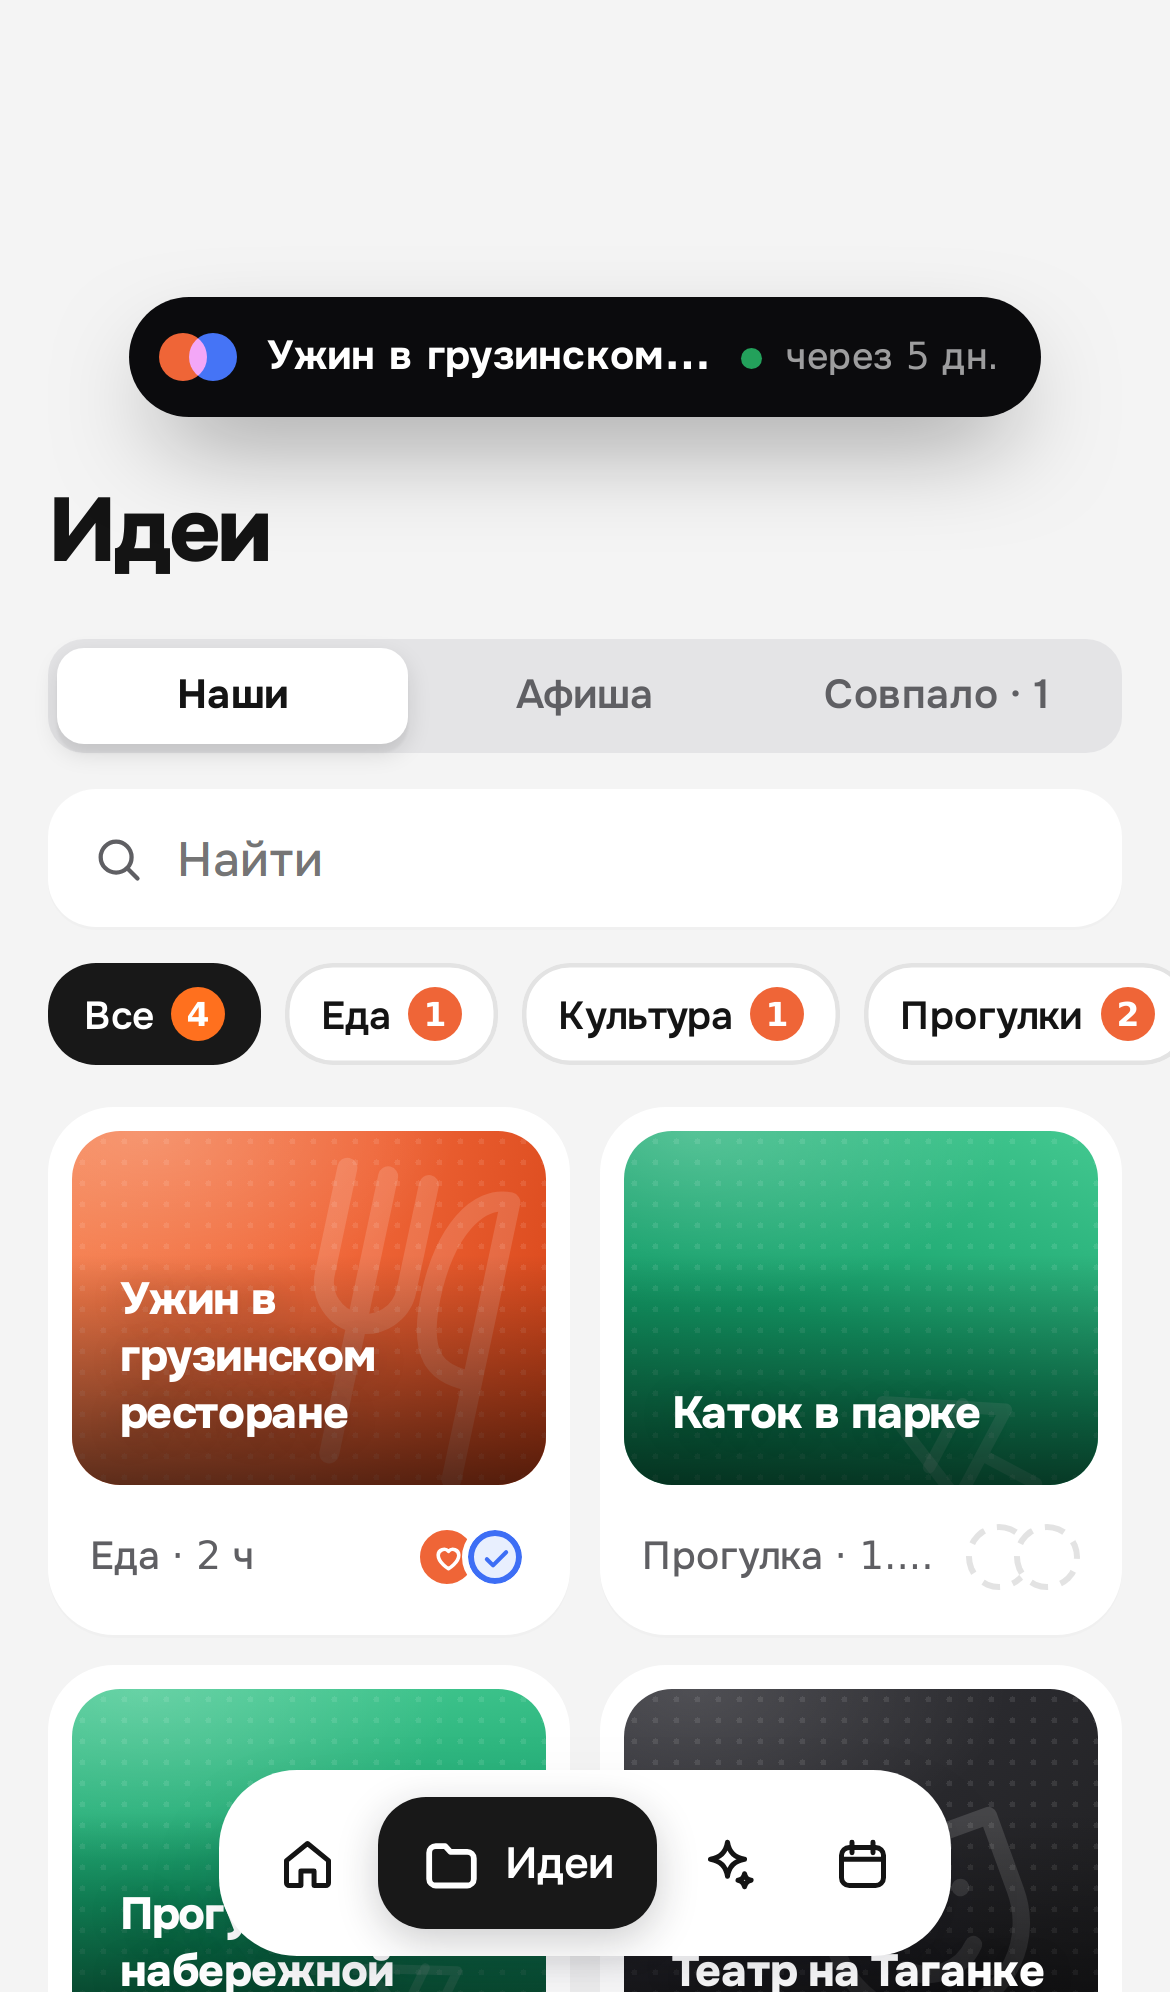 Ужин в грузинском... через 5 дн.
Идеи
Наши Афиша Совпало · 1
Найти
Все 4 Еда 1 Культура 1 Прогулки 2
Ужин в
грузинском
ресторане
Каток в парке
Еда · 2 ч
Прогулка · 1....
набережной
Театр на Таганке
Идеи